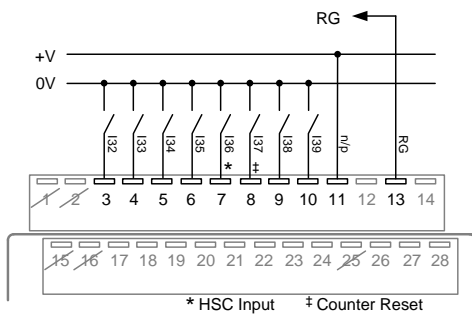 RG
+V
0V
I32 I33 I34 I35 I36 I37 I38 I39 n/p RG
* ‡
1 2 3 4 5 6 7 8 9 10 11 12 13 14
15 16 17 18 19 20 21 22 23 24 25 26 27 28
* HSC Input ‡ Counter Reset